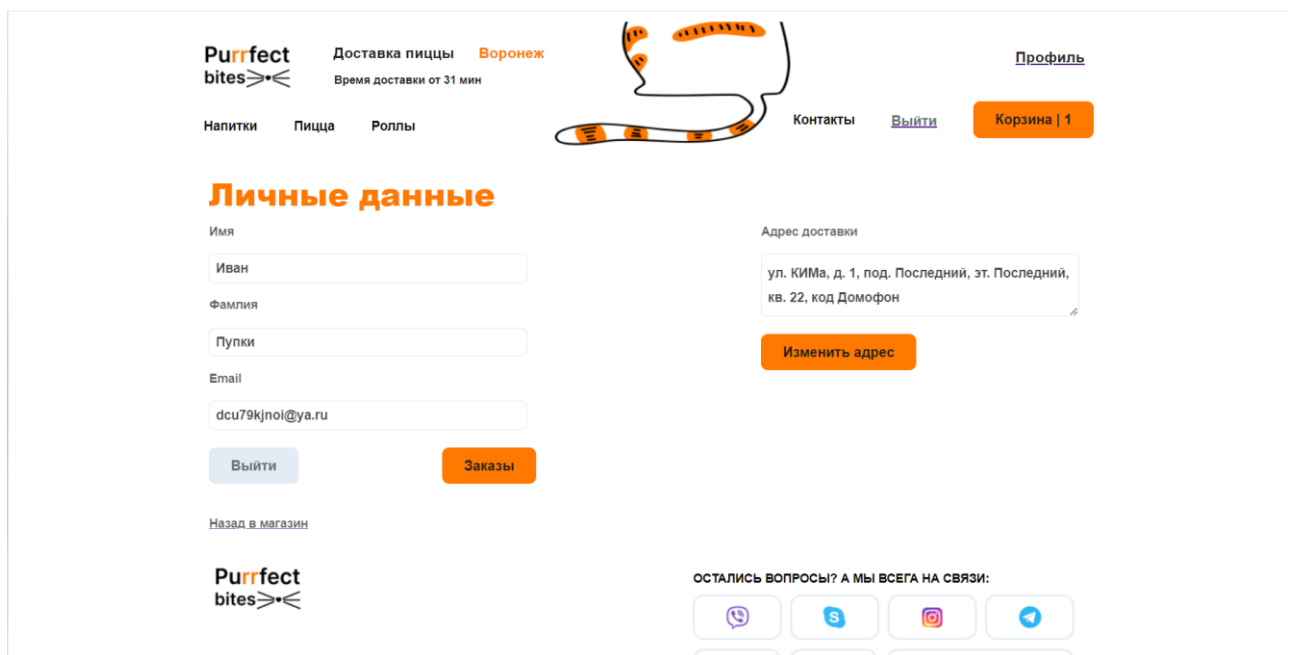 Purrfect
bites
Доставка пиццы Воронеж
Время доставки от 31 мин
Профиль
Напитки Пицца Роллы
Контакты Выйти Корзина | 1
Личные данные
Имя
Иван
Фамлия
Пупки
Email
dcu79kjnoi@ya.ru
Выйти Заказы
Адрес доставки
ул. КИМа, д. 1, под. Последний, эт. Последний,
кв. 22, код Домофон
Изменить адрес
Назад в магазин
Purrfect
bites
ОСТАЛИСЬ ВОПРОСЫ? А МЫ ВСЕГА НА СВЯЗИ: